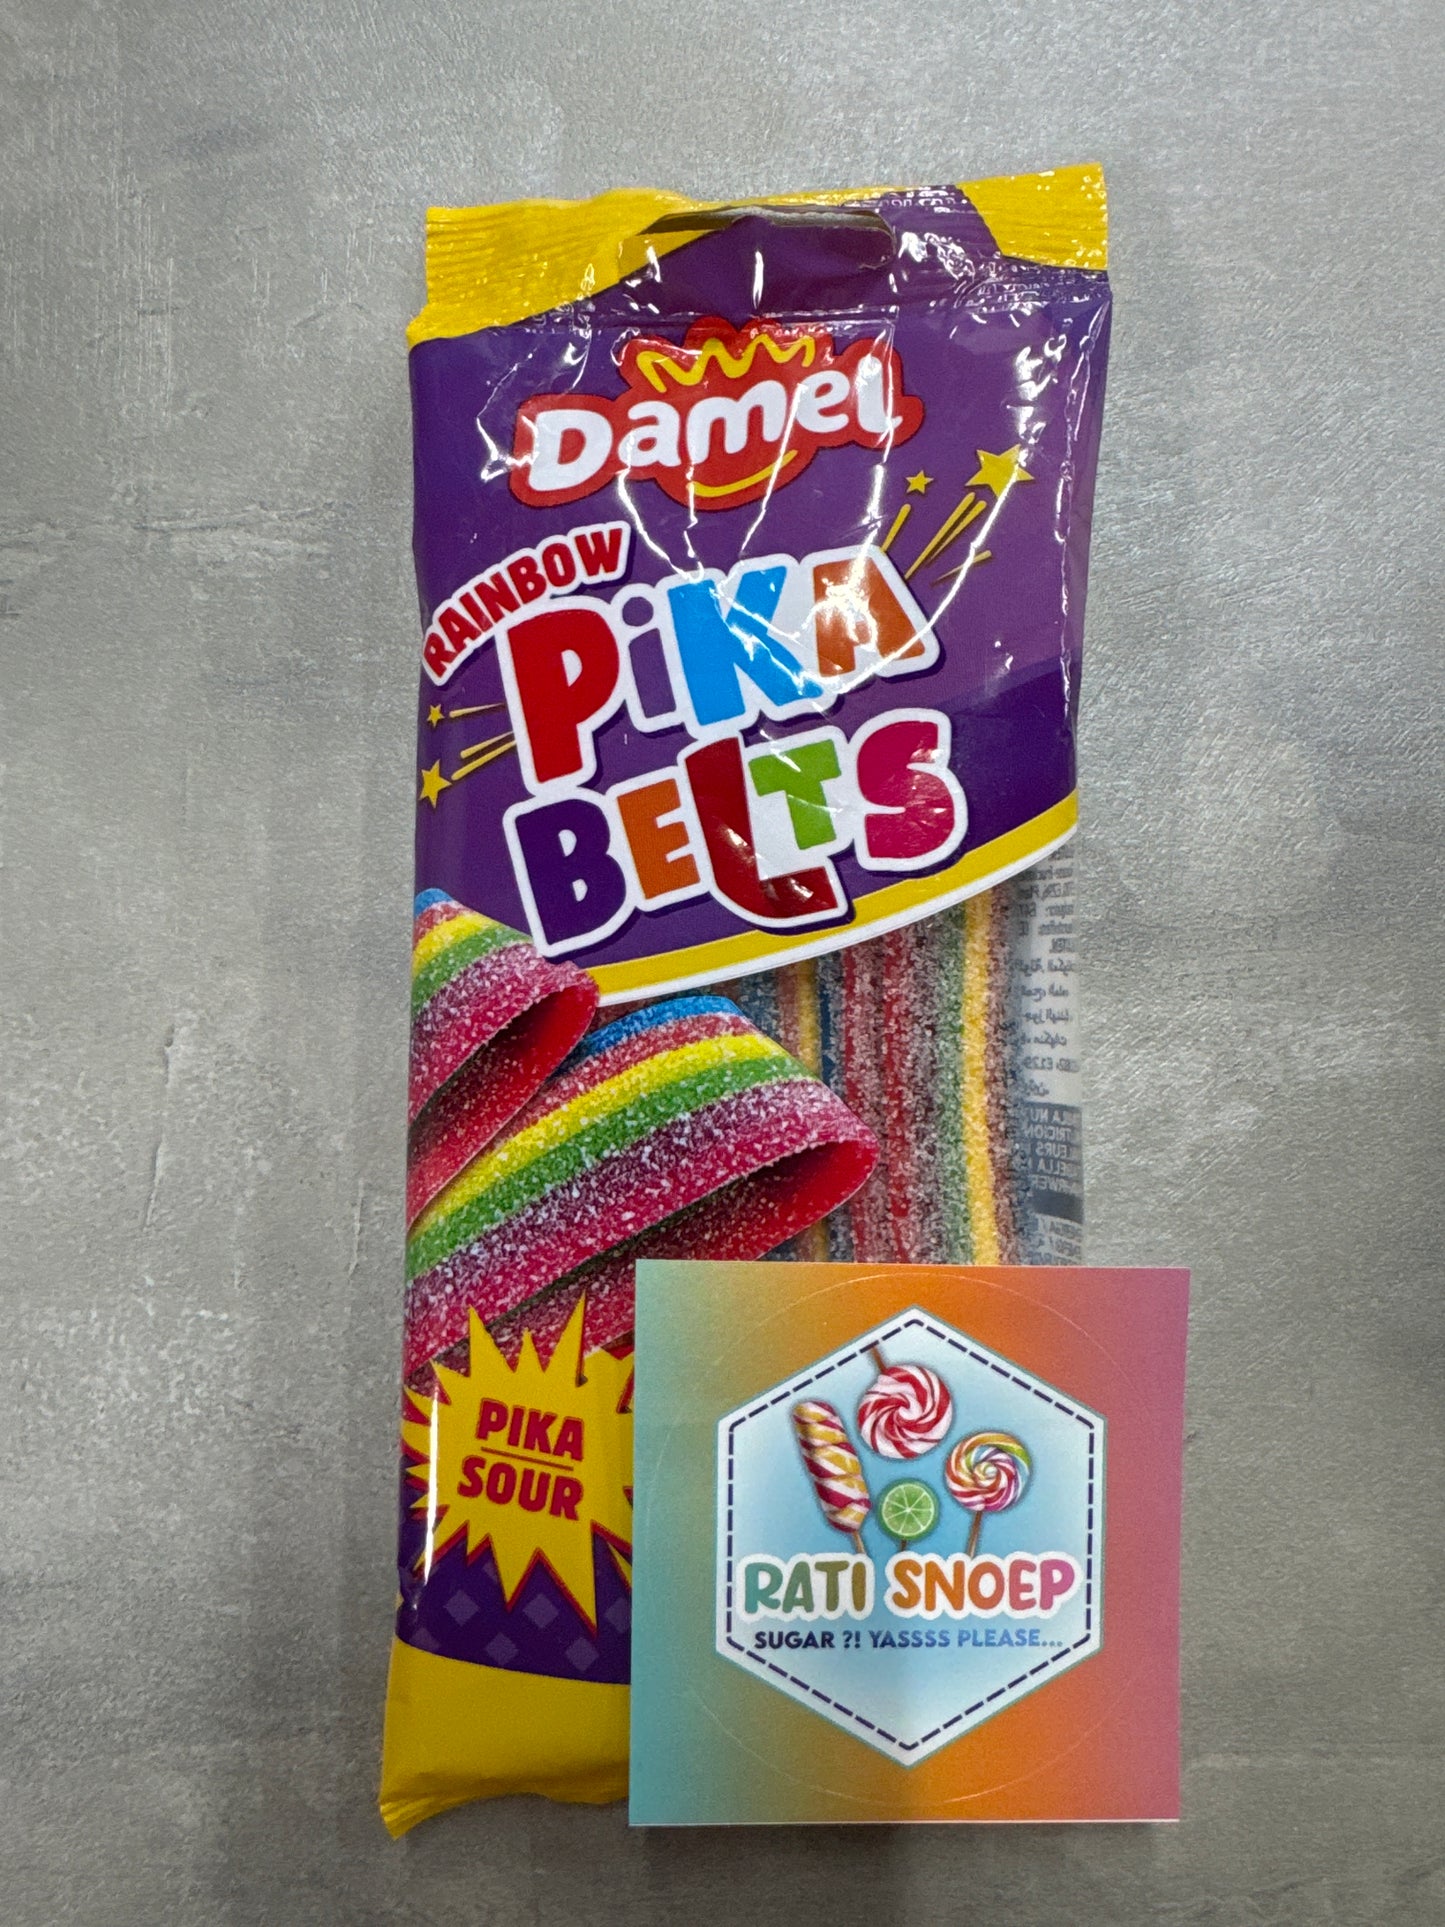 Damel
RAINBOW
PiKA
BELTS
PIKA
SOUR
RATI SNOEP
SUGAR ?! YASSSS PLEASE...